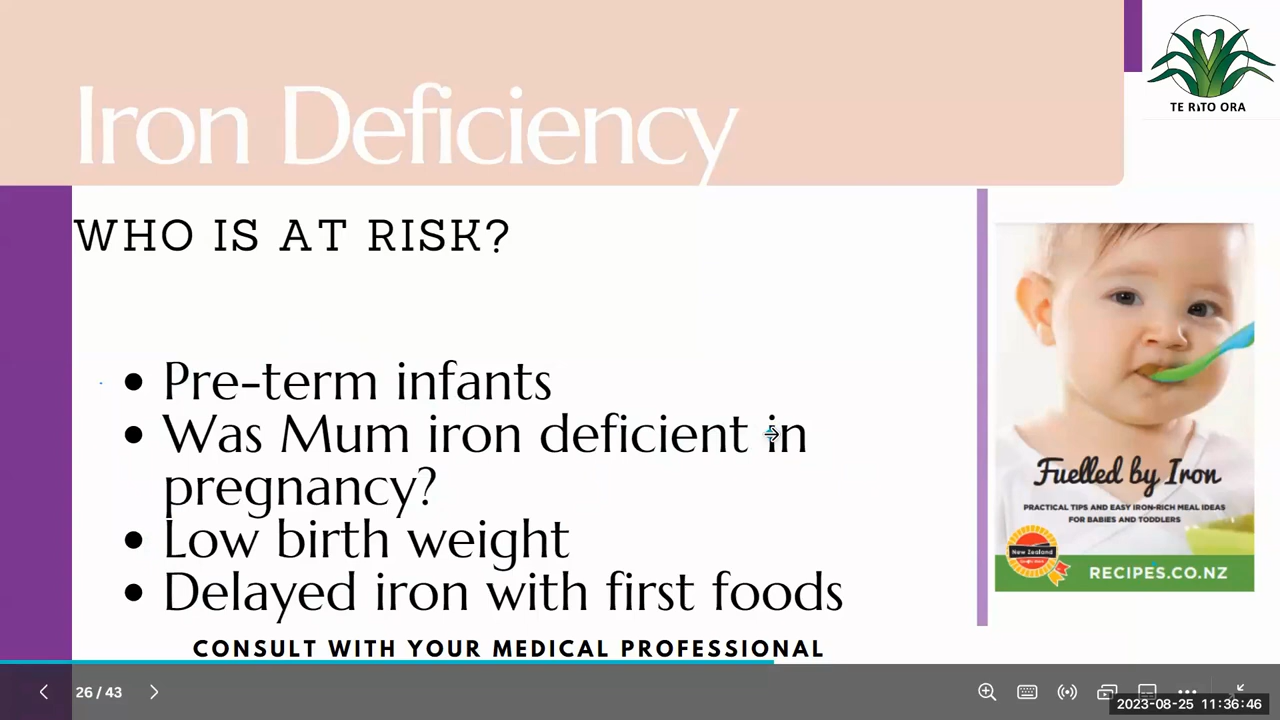 Iron Deficiency
TE RITO ORA
WHO IS AT RISK?
• Pre-term infants
• Was Mum iron deficient in
pregnancy?
• Low birth weight
• Delayed iron with first foods
CONSULT WITH YOUR MEDICAL PROFESSIONAL
Fuelled by Iron
PRACTICAL TIPS AND EASY IRON-RICH MEAL IDEAS
FOR BABIES AND TODDLERS
New Zealand
RECIPES.CO.NZ
26 / 43
2023-08-25 11:36:46